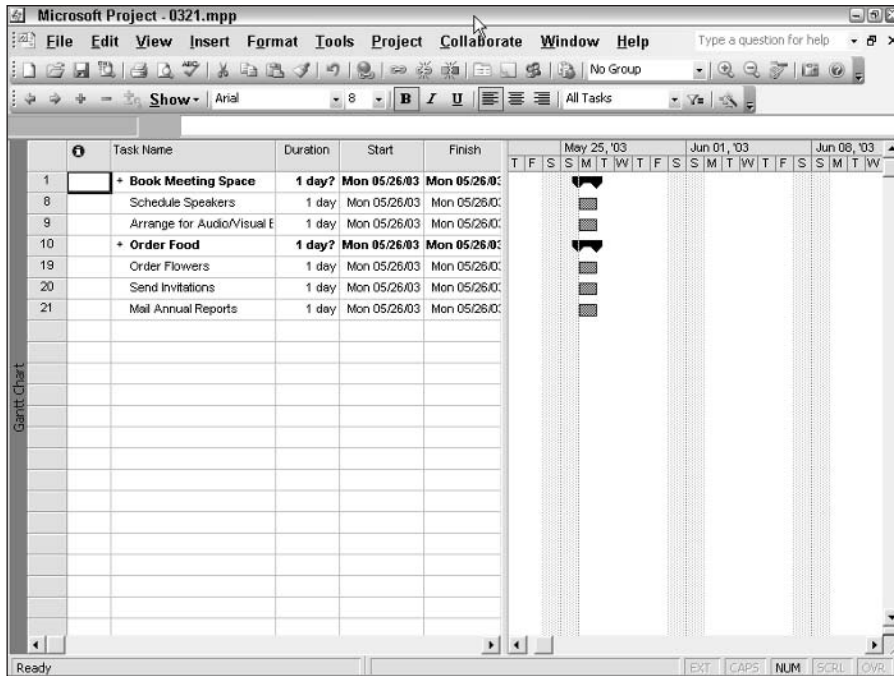 Microsoft Project - 0321.mpp
File Edit View Insert Format Tools Project Collaborate Window Help Type a question for help
No Group
Show Arial 8 B I U All Tasks
Task Name Duration Start Finish May 25, '03 Jun 01, '03 Jun 08, '03
T F S S M T W T F S S M T W T F S S M T W
1 + Book Meeting Space 1 day? Mon 05/26/03 Mon 05/26/03
8 Schedule Speakers 1 day Mon 05/26/03 Mon 05/26/0
9 Arrange for Audio/Visual E 1 day Mon 05/26/03 Mon 05/26/0
10 + Order Food 1 day? Mon 05/26/03 Mon 05/26/03
19 Order Flowers 1 day Mon 05/26/03 Mon 05/26/0
20 Send Invitations 1 day Mon 05/26/03 Mon 05/26/0
21 Mail Annual Reports 1 day Mon 05/26/03 Mon 05/26/0
Gantt Chart
Ready EXT CAPS NUM SCRL OVR